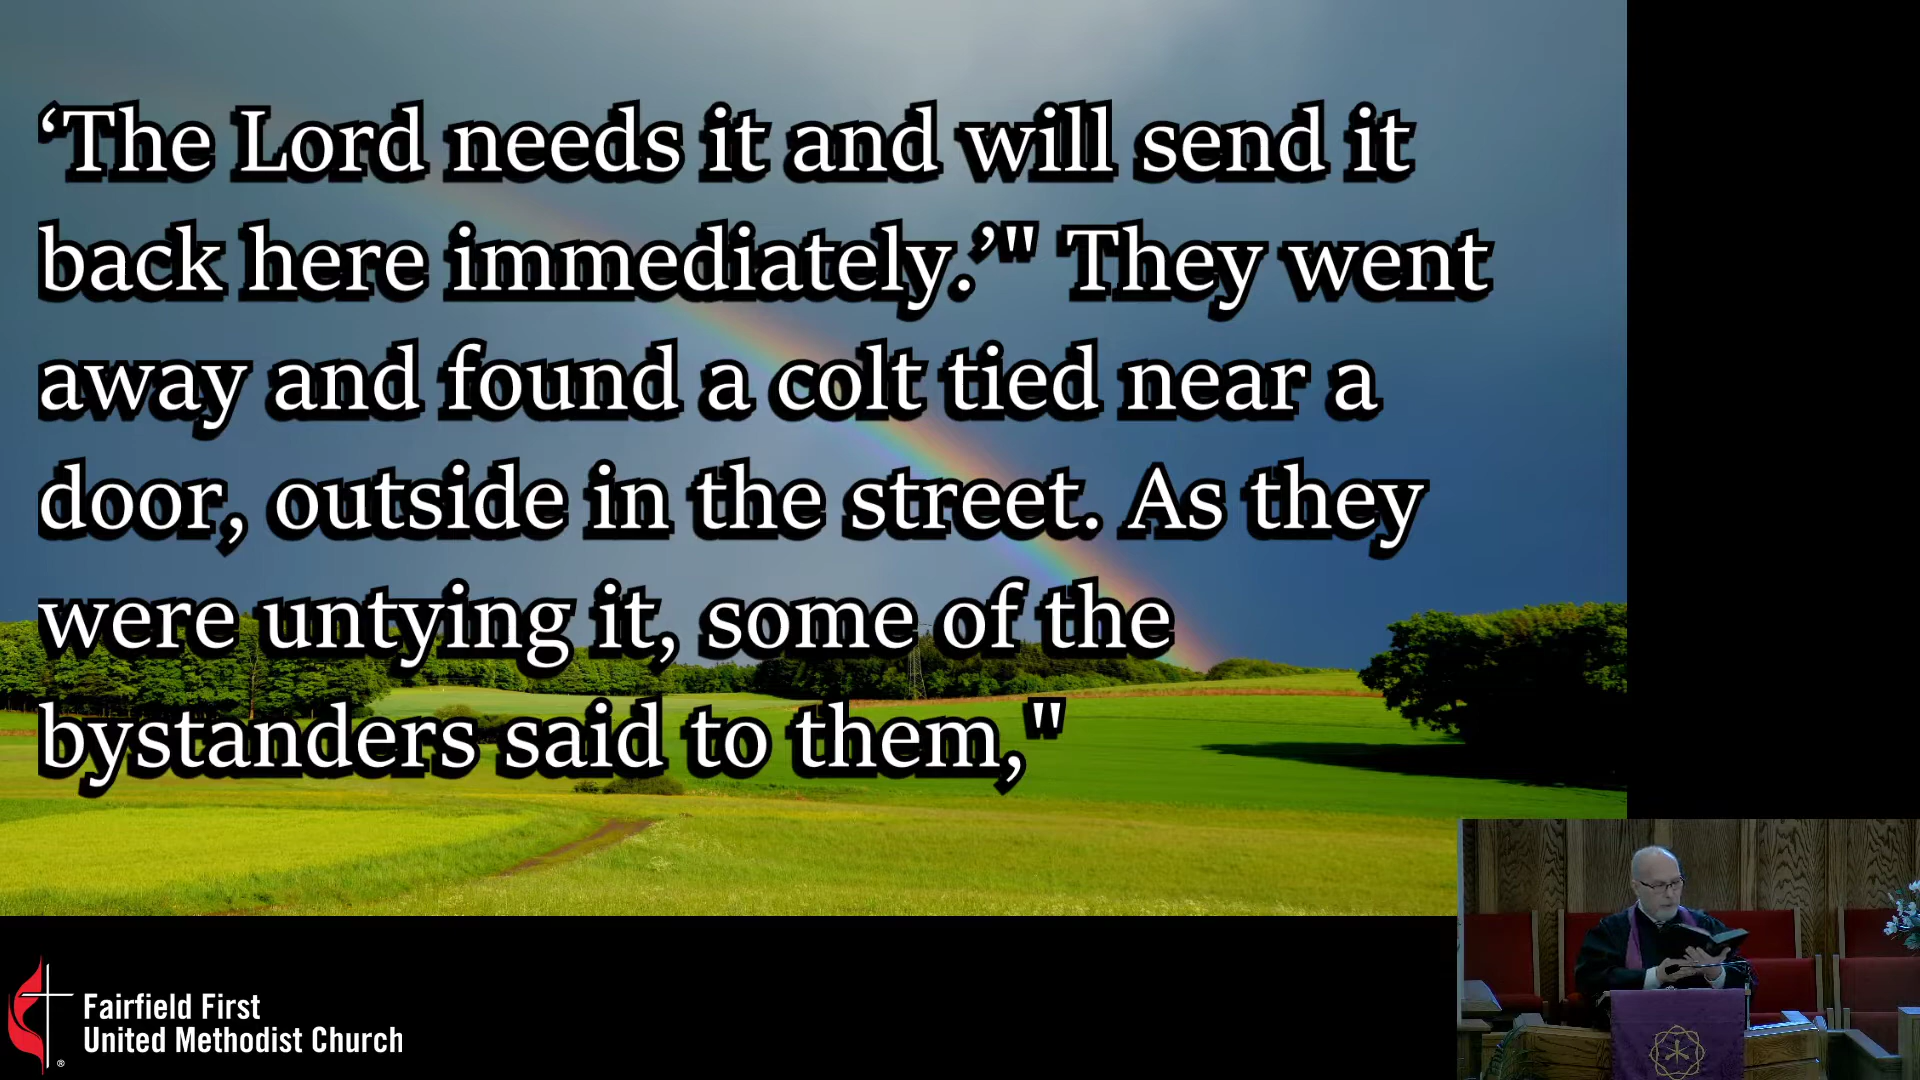 ‘The Lord needs it and will send it
back here immediately.’" They went
away and found a colt tied near a
door, outside in the street. As they
were untying it, some of the
bystanders said to them,"
Fairfield First
United Methodist Church
®